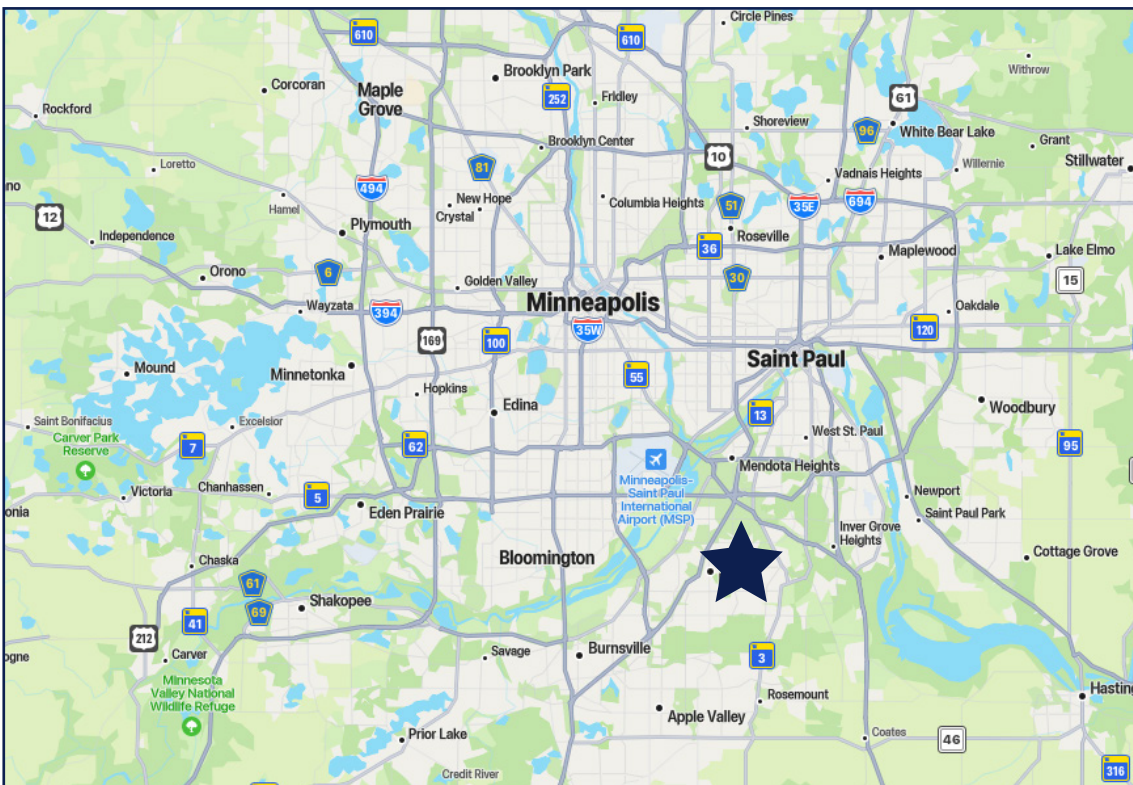 Circle Pines
610
610
Withrow
Brooklyn Park
Corcoran
Maple
Grove
252
Fridley
61
Rockford
Shoreview
96
White Bear Lake
Grant
Brooklyn Center
10
Stillwater
Loretto
81
Willernie
Vadnais Heights
no
494
New Hope
35E
694
Hamel
Crystal
Columbia Heights
51
12
Plymouth
Roseville
Independence
36
Maplewood
Lake Elmo
Orono
6
30
15
Golden Valley
Wayzata
Minneapolis
Oakdale
394
35W
120
169
100
Saint Paul
Mound
Minnetonka
55
Hopkins
Edina
13
Woodbury
Saint Bonifacius
Excelsior
West St. Paul
Carver Park
Reserve
7
62
95
Mendota Heights
Minneapolis-
Saint Paul
International
Airport (MSP)
Victoria
Chanhassen
5
Newport
onia
Eden Prairie
Saint Paul Park
Inver Grove
Heights
Bloomington
Cottage Grove
Chaska
61
69
Shakopee
41
212
Burnsville
ogne
Carver
Savage
3
Minnesota
Valley National
Wildlife Refuge
Rosemount
Hasting
Apple Valley
Prior Lake
Coates
46
Credit River
316